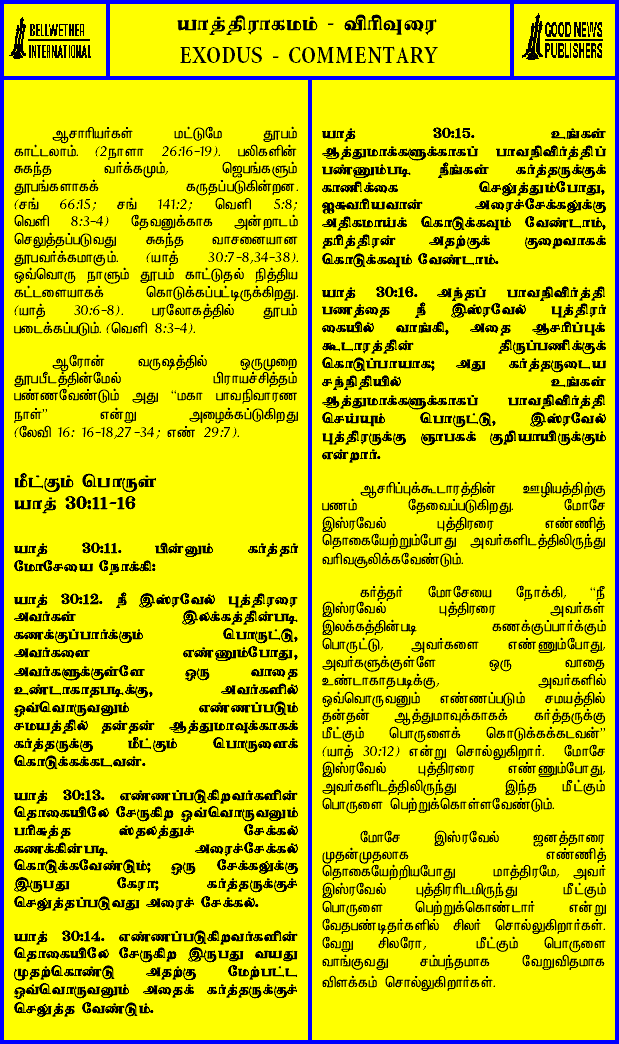 BELLWETHER
INTERNATIONAL
யாத்திராகமம் - விரிவுரை
EXODUS - COMMENTARY
GOOD NEWS
PUBLISHERS
ஆசாரியர்கள் மட்டுமே தூபம்
காட்டலாம். (2நாளா 26:16-19). பலிகளின்
சுகந்த வர்க்கமும், ஜெபங்களும்
தூபங்களாகக் கருதப்படுகின்றன.
(சங் 66:15; சங் 141:2; வெளி 5:8;
வெளி 8:3-4) தேவனுக்காக அன்றாடம்
செலுத்தப்படுவது சுகந்த வாசனையான
தூபவர்க்கமாகும். (யாத் 30:7-8,34-38).
ஒவ்வொரு நாளும் தூபம் காட்டுதல் நித்திய
கட்டளையாகக் கொடுக்கப்பட்டிருக்கிறது.
(யாத் 30:6-8). பரலோகத்தில் தூபம்
படைக்கப்படும். (வெளி 8:3-4).
ஆரோன் வருஷத்தில் ஒருமுறை
தூபபீடத்தின்மேல் பிராயச்சித்தம்
பண்ணவேண்டும் அது “மகா பாவநிவாரண
நாள்” என்று அழைக்கப்படுகிறது
(லேவி 16: 16-18,27-34; எண் 29:7).
மீட்கும் பொருள்
யாத் 30:11-16
யாத் 30:11. பின்னும் கர்த்தர்
மோசேயை நோக்கி:
யாத் 30:12. நீ இஸ்ரவேல் புத்திரரை
அவர்கள் இலக்கத்தின்படி
கணக்குப்பார்க்கும் பொருட்டு,
அவர்களை எண்ணும்போது,
அவர்களுக்குள்ளே ஒரு வாதை
உண்டாகாதபடிக்கு, அவர்களில்
ஒவ்வொருவனும் எண்ணப்படும்
சமயத்தில் தன்தன் ஆத்துமாவுக்காகக்
கர்த்தருக்கு மீட்கும் பொருளைக்
கொடுக்கக்கடவன்.
யாத் 30:13. எண்ணப்படுகிறவர்களின்
தொகையிலே சேருகிற ஒவ்வொருவனும்
பரிசுத்த ஸ்தலத்துச் சேக்கல்
கணக்கின்படி அரைச்சேக்கல்
கொடுக்கவேண்டும்; ஒரு சேக்கலுக்கு
இருபது கேரா; கர்த்தருக்குச்
செலுத்தப்படுவது அரைச் சேக்கல்.
யாத் 30:14. எண்ணப்படுகிறவர்களின்
தொகையிலே சேருகிற இருபது வயது
முதற்கொண்டு அதற்கு மேற்பட்ட
ஒவ்வொருவனும் அதைக் கர்த்தருக்குச்
செலுத்த வேண்டும்.
யாத் 30:15. உங்கள்
ஆத்துமாக்களுக்காகப் பாவநிவிர்த்திப்
பண்ணும்படி நீங்கள் கர்த்தருக்குக்
காணிக்கை செலுத்தும்போது,
ஐசுவரியவான் அரைச்சேக்கலுக்கு
அதிகமாய்க் கொடுக்கவும் வேண்டாம்,
தரித்திரன் அதற்குக் குறைவாகக்
கொடுக்கவும் வேண்டாம்.
யாத் 30:16. அந்தப் பாவநிவிர்த்தி
பணத்தை நீ இஸ்ரவேல் புத்திரர்
கையில் வாங்கி, அதை ஆசரிப்புக்
கூடாரத்தின் திருப்பணிக்குக்
கொடுப்பாயாக; அது கர்த்தருடைய
சந்நிதியில் உங்கள்
ஆத்துமாக்களுக்காகப் பாவநிவிர்த்தி
செய்யும் பொருட்டு, இஸ்ரவேல்
புத்திரருக்கு ஞாபகக் குறியாயிருக்கும்
என்றார்.
ஆசரிப்புக்கூடாரத்தின் ஊழியத்திற்கு
பணம் தேவைப்படுகிறது. மோசே
இஸ்ரவேல் புத்திரரை எண்ணித்
தொகையேற்றும்போது அவர்களிடத்திலிருந்து
வரிவசூலிக்கவேண்டும்.
கர்த்தர் மோசேயை நோக்கி, “நீ
இஸ்ரவேல் புத்திரரை அவர்கள்
இலக்கத்தின்படி கணக்குப்பார்க்கும்
பொருட்டு, அவர்களை எண்ணும்போது,
அவர்களுக்குள்ளே ஒரு வாதை
உண்டாகாதபடிக்கு, அவர்களில்
ஒவ்வொருவனும் எண்ணப்படும் சமயத்தில்
தன்தன் ஆத்துமாவுக்காகக் கர்த்தருக்கு
மீட்கும் பொருளைக் கொடுக்கக்கடவன்”
(யாத் 30:12) என்று சொல்லுகிறார். மோசே
இஸ்ரவேல் புத்திரரை எண்ணும்போது,
அவர்களிடத்திலிருந்து இந்த மீட்கும்
பொருளை பெற்றுக்கொள்ளவேண்டும்.
மோசே இஸ்ரவேல் ஜனத்தாரை
முதன்முதலாக எண்ணித்
தொகையேற்றியபோது மாத்திரமே, அவர்
இஸ்ரவேல் புத்திரரிடமிருந்து மீட்கும்
பொருளை பெற்றுக்கொண்டார் என்று
வேதபண்டிதர்களில் சிலர் சொல்லுகிறார்கள்.
வேறு சிலரோ, மீட்கும் பொருளை
வாங்குவது சம்பந்தமாக வேறுவிதமாக
விளக்கம் சொல்லுகிறார்கள்.